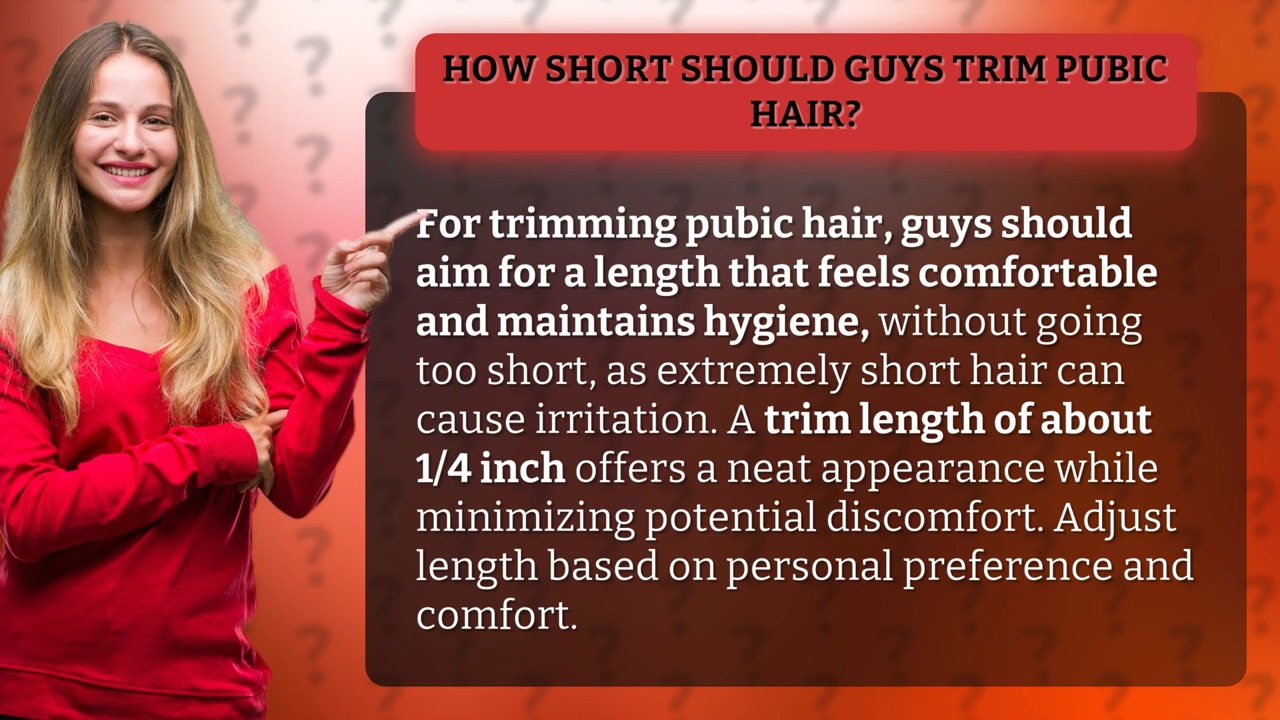 HOW SHORT SHOULD GUYS TRIM PUBIC
HAIR?
For trimming pubic hair, guys should
aim for a length that feels comfortable
and maintains hygiene, without going
too short, as extremely short hair can
cause irritation. A trim length of about
1/4 inch offers a neat appearance while
minimizing potential discomfort. Adjust
length based on personal preference and
comfort.